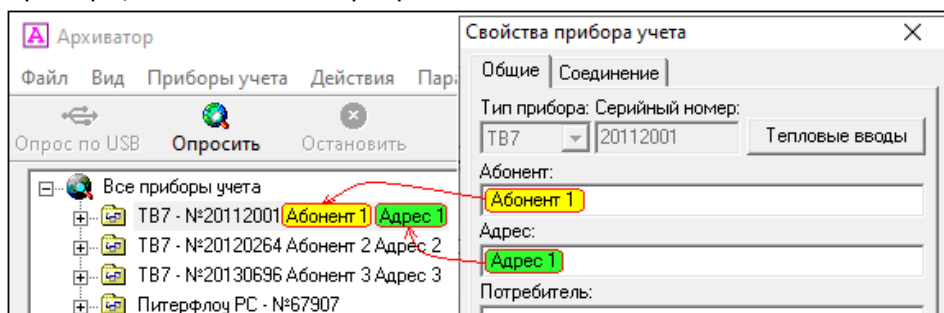 Архиватор
Файл Вид Приборы учета Действия
Опрос по USB Опросить Остановить
Все приборы учета
ТВ7 - №20112001 Абонент 1 Адрес 1
ТВ7 - №20120264 Абонент 2 Адрес 2
ТВ7 - №20130696 Абонент 3 Адрес 3
Питерфлоу РС - №67907
Свойства прибора учета
Общие Соединение
Тип прибора: Серийный номер:
ТВ7 20112001 Тепловые вводы
Абонент:
Абонент 1
Адрес:
Адрес 1
Потребитель: